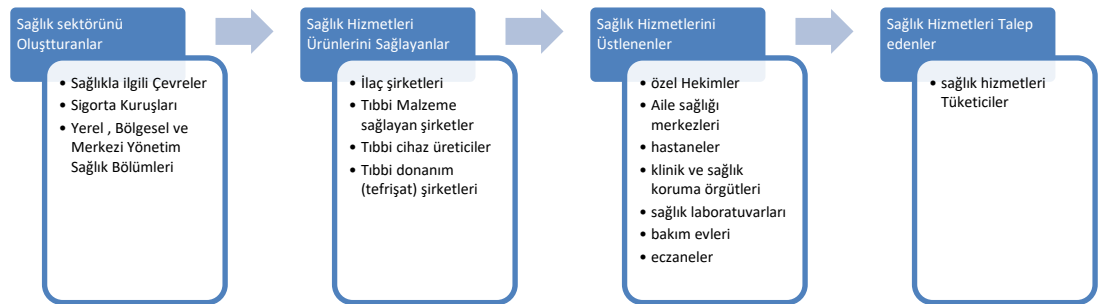 Sağlık sektörünü
Oluştturanlar
• Sağlıkla ilgili Çevreler
• Sigorta Kuruşları
• Yerel , Bölgesel ve
Merkezi Yönetim
Sağlık Bölümleri
Sağlık Hizmetleri
Ürünlerini Sağlayanlar
• İlaç şirketleri
• Tıbbi Malzeme
sağlayan şirketler
• Tıbbi cihaz üreticiler
• Tıbbi donanım
(tefrişat) şirketleri
Sağlık Hizmetlerini
Üstlenenler
• özel Hekimler
• Aile sağlığı
merkezleri
• hastaneler
• klinik ve sağlık
koruma örgütleri
• sağlık laboratuvarları
• bakım evleri
• eczaneler
Sağlık Hizmetleri Talep
edenler
• sağlık hizmetleri
Tüketiciler